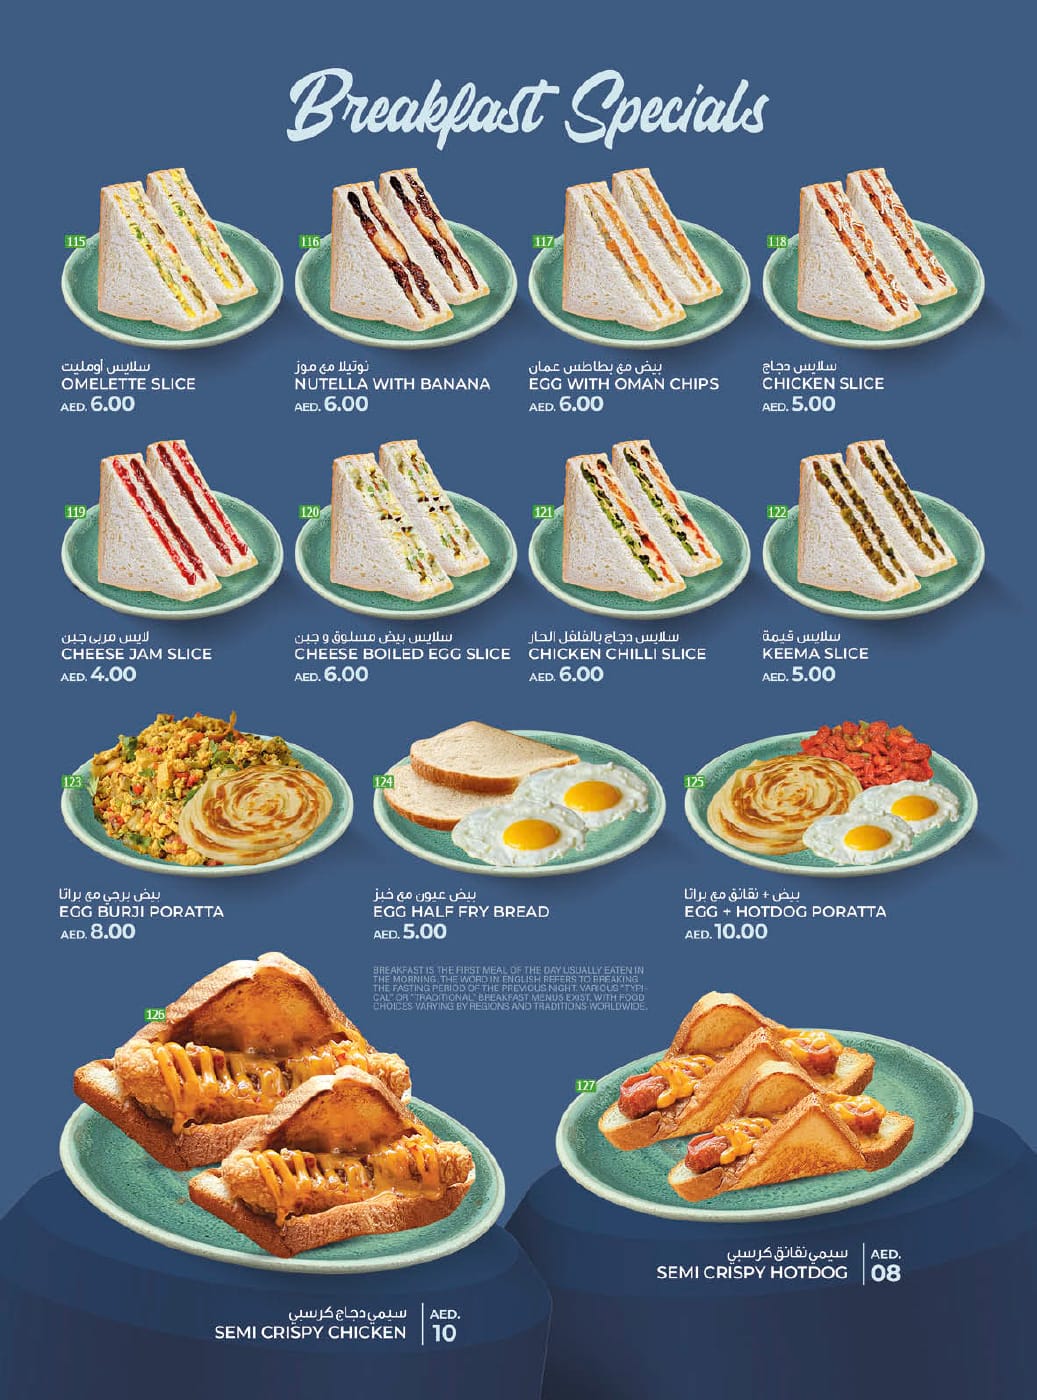 Breakfast Specials
115
116
117
118
سلايس أومليت
OMELETTE SLICE
AED. 6.00
نوتيلا مع موز
NUTELLA WITH BANANA
AED. 6.00
بيض مع بطاطس عمان
EGG WITH OMAN CHIPS
AED. 6.00
سلايس دجاج
CHICKEN SLICE
AED. 5.00
119
120
121
122
لايس مربى جبن
CHEESE JAM SLICE
AED. 4.00
سلايس بيض مسلوق و جبن
CHEESE BOILED EGG SLICE
AED. 6.00
سلايس دجاج بالفلفل الحار
CHICKEN CHILLI SLICE
AED. 6.00
سلايس قيمة
KEEMA SLICE
AED. 5.00
123
124
125
بيض برجي مع براتا
EGG BURJI PORATTA
AED. 8.00
بيض عيون مع خبز
EGG HALF FRY BREAD
AED. 5.00
بيض + نقانق مع براتا
EGG + HOTDOG PORATTA
AED. 10.00
BREAKFAST IS THE FIRST MEAL OF THE DAY USUALLY EATEN IN
THE MORNING. THE WORD IN ENGLISH REFERS TO BREAKING
THE FASTING PERIOD OF THE PREVIOUS NIGHT. VARIOUS "TYPI-
CAL" OR "TRADITIONAL" BREAKFAST MENUS EXIST, WITH FOOD
CHOICES VARYING BY REGIONS AND TRADITIONS WORLDWIDE.
126
127
سيمي نقانق كرسبي
SEMI CRISPY HOTDOG
AED.
08
سيمي دجاج كرسبي
SEMI CRISPY CHICKEN
AED.
10